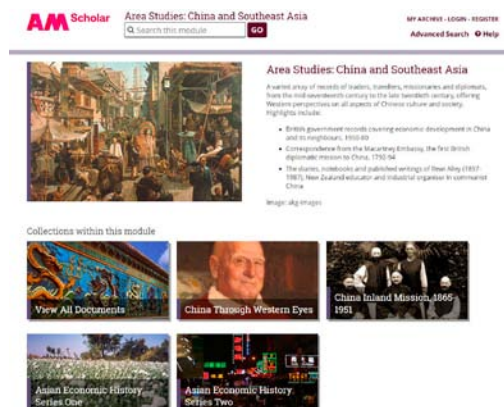 AM Scholar
Area Studies: China and Southeast Asia
Search this module
GO
MY ARCHIVE - LOGIN - REGISTER
Advanced Search
Help
Area Studies: China and Southeast Asia
A varied array of records of traders, travellers, missionaries and diplomats,
from the mid-seventeenth century to the late twentieth century, offering
Western perspectives on all aspects of Chinese culture and society.
Highlights include:
• British government records covering economic development in China
and its neighbours, 1950-80
• Correspondence from the Macartney Embassy, the first British
diplomatic mission to China, 1792-94
• The diaries, notebooks and published writings of Rewi Alley (1897-
1987), New Zealand educator and industrial organiser in communist
China
Image: akg-images
Collections within this module
View All Documents
China Through Western Eyes
China Inland Mission, 1865-
1951
Asian Economic History,
Series One
Asian Economic History,
Series Two